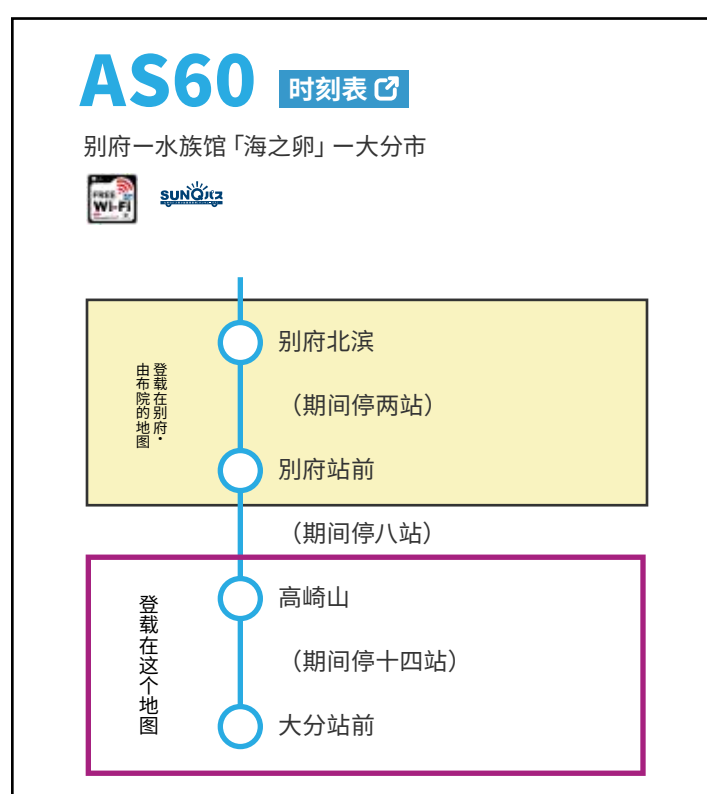 AS60
时刻表
别府ー水族馆「海之卵」ー大分市
FREE
Wi-Fi
SUNQパス
别府北滨
登载在别府・
由布院的地图
（期间停两站）
別府站前
（期间停八站）
高崎山
登载在这个地图
（期间停十四站）
大分站前